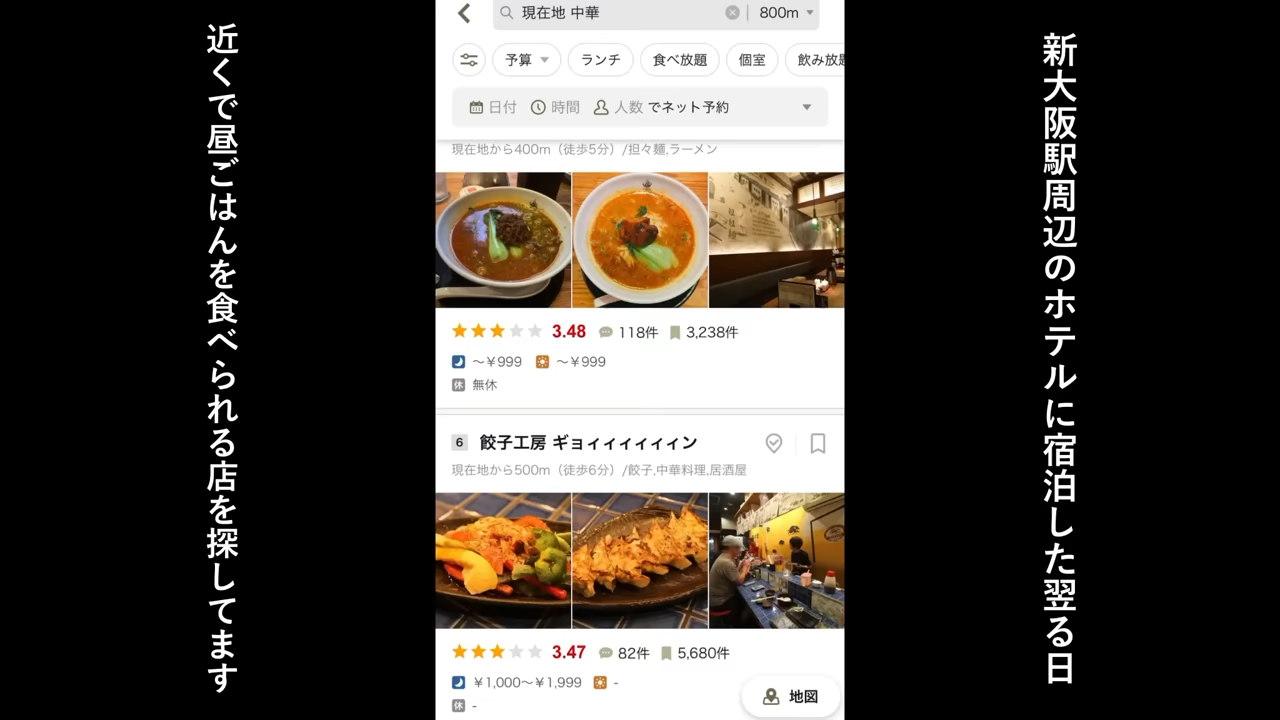 新大阪駅周辺のホテルに宿泊した翌る日
近くで昼ごはんを食べられる店を探してます
現在地 中華
800m
予算
ランチ
食べ放題
個室
飲み放題
日付 時間 人数 でネット予約
現在地から400m（徒歩5分）/担々麺,ラーメン
3.48 118件 3,238件
～￥999 ～￥999
休 無休
6 餃子工房 ギョィィィィィィン
現在地から500m（徒歩6分）/餃子,中華料理,居酒屋
3.47 82件 5,680件
￥1,000～￥1,999 -
休 -
地図